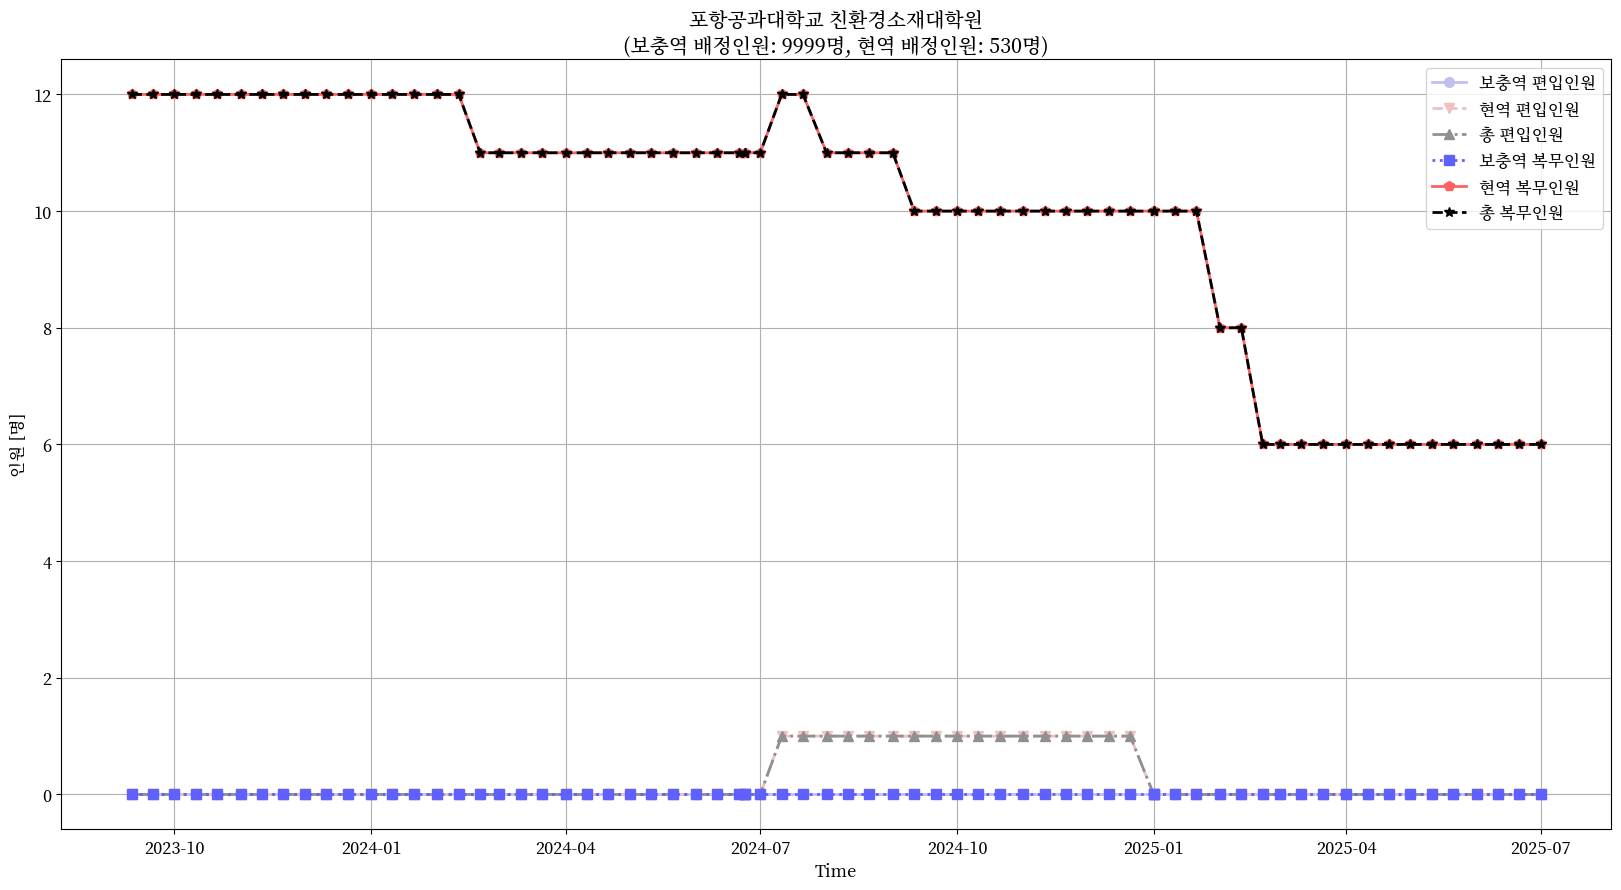 포항공과대학교 친환경소재대학원
(보충역 배정인원: 9999명, 현역 배정인원: 530명)
보충역 편입인원
현역 편입인원
총 편입인원
보충역 복무인원
현역 복무인원
총 복무인원
인원 [명]
12
10
8
6
4
2
0
2023-10
2024-01
2024-04
2024-07
2024-10
2025-01
2025-04
2025-07
Time